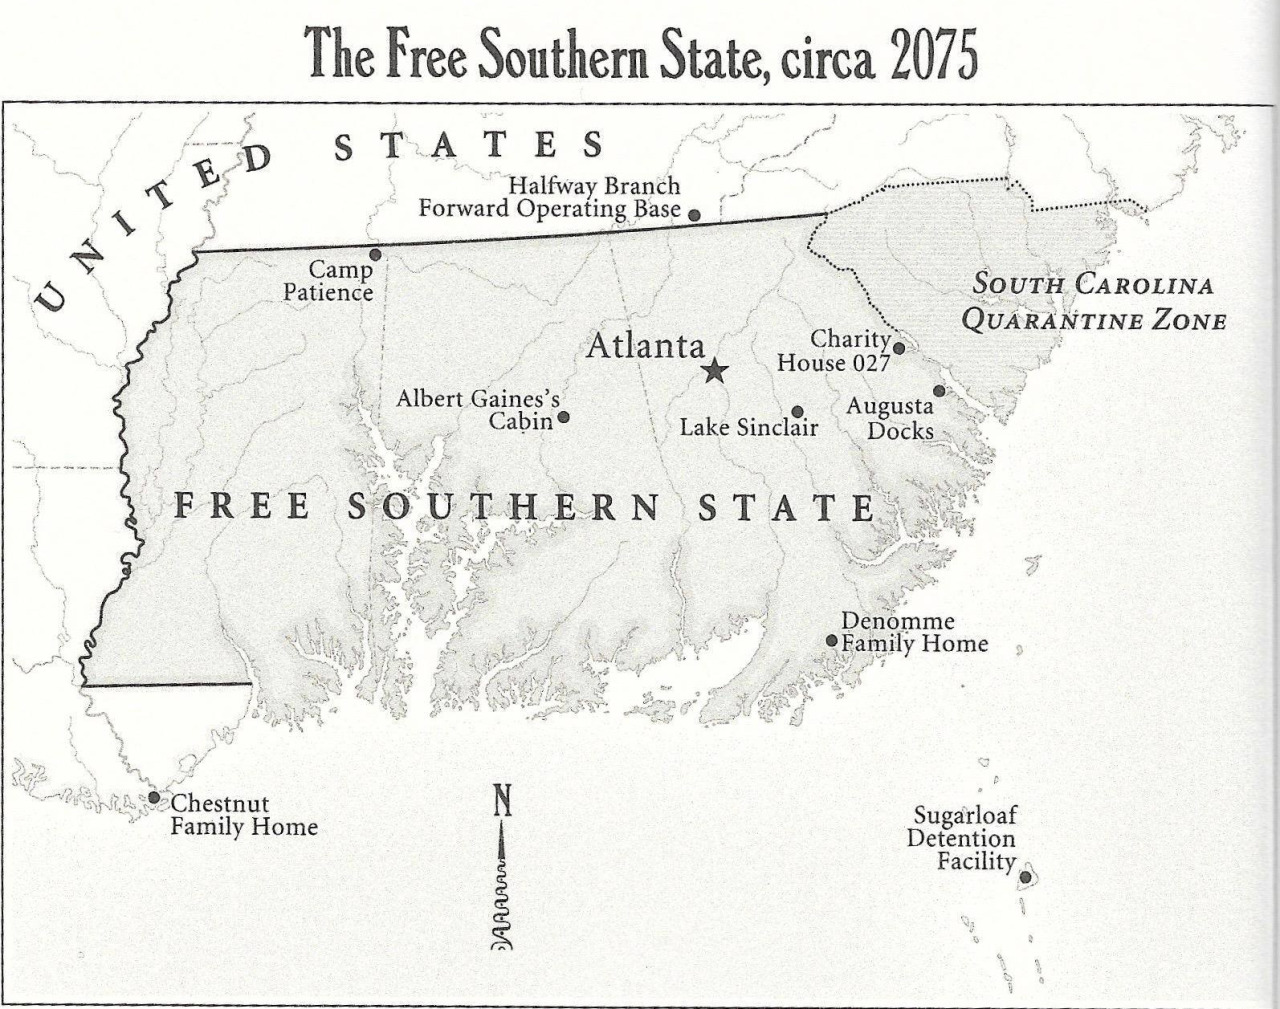 The Free Southern State, circa 2075
UNITED STATES
Halfway Branch
Forward Operating Base
Camp
Patience
SOUTH CAROLINA
QUARANTINE ZONE
Atlanta
Charity
House 027
Albert Gaines's
Cabin
Lake Sinclair
Augusta
Docks
FREE SOUTHERN STATE
Denomme
Family Home
Chestnut
Family Home
N
Sugarloaf
Detention
Facility